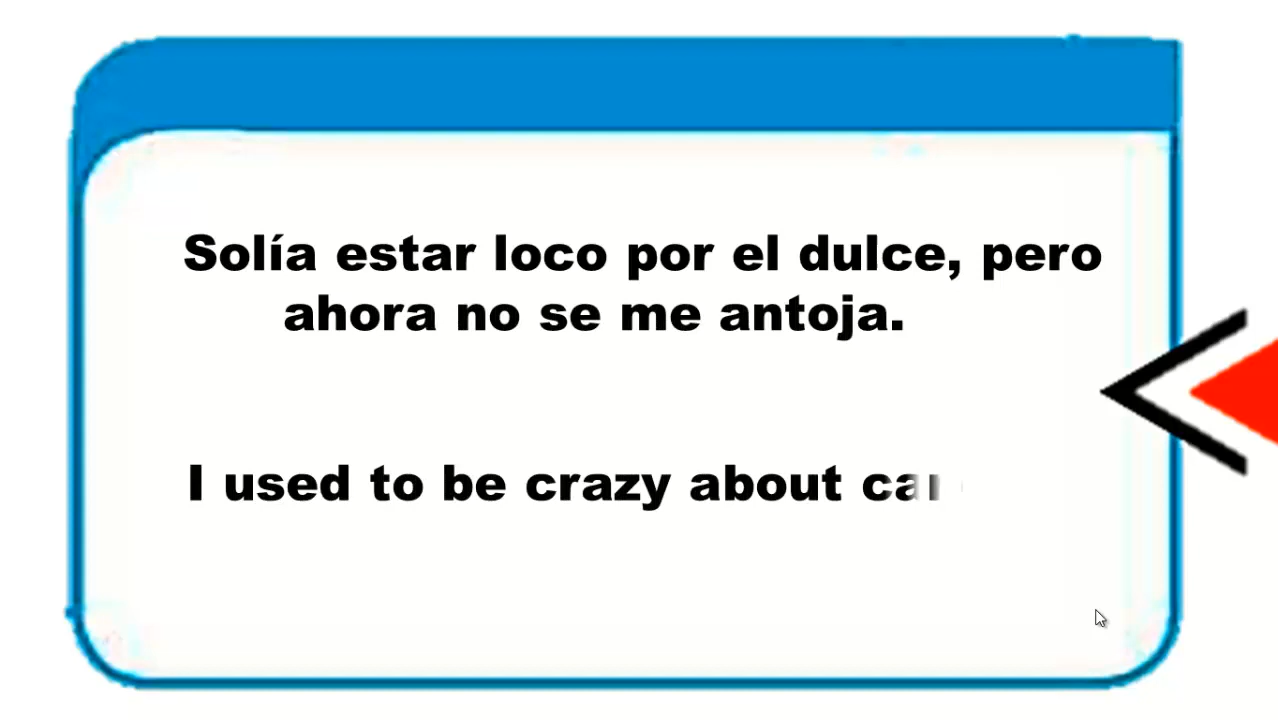 Solía estar loco por el dulce, pero
ahora no se me antoja.
I used to be crazy about